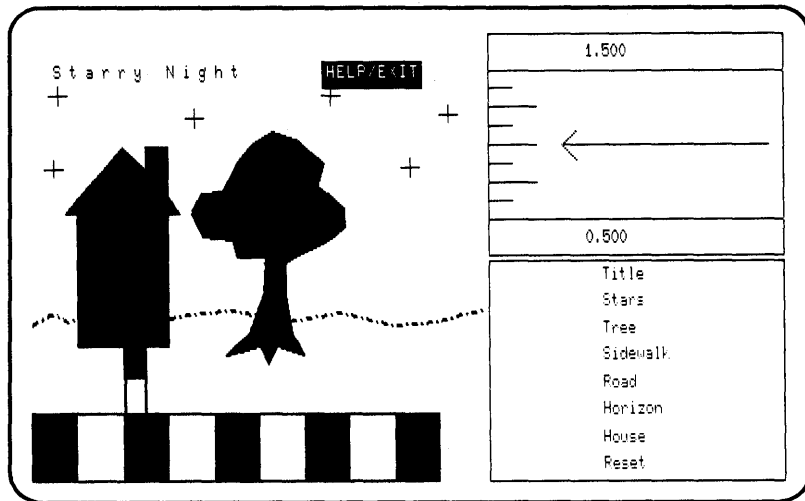 Starry Night
HELP/EXIT
1.500
0.500
Title
Stars
Tree
Sidewalk
Road
Horizon
House
Reset